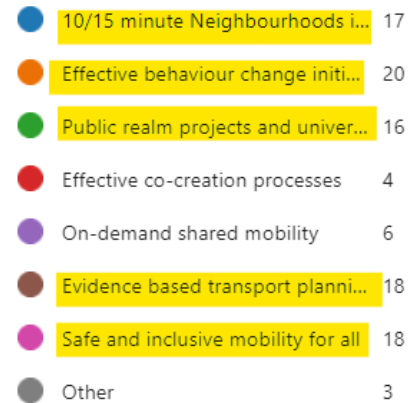 10/15 minute Neighbourhoods i... 17
Effective behaviour change initi... 20
Public realm projects and univer... 16
Effective co-creation processes 4
On-demand shared mobility 6
Evidence based transport planni... 18
Safe and inclusive mobility for all 18
Other 3